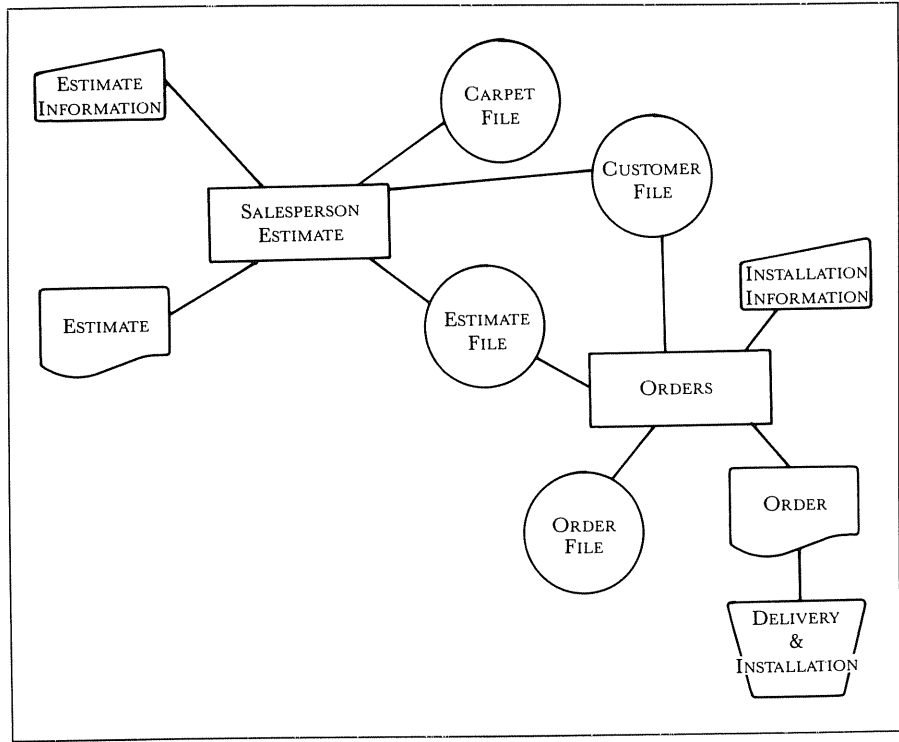 ESTIMATE
INFORMATION
CARPET
FILE
CUSTOMER
FILE
SALESPERSON
ESTIMATE
INSTALLATION
INFORMATION
ESTIMATE
ESTIMATE
FILE
ORDERS
ORDER
FILE
ORDER
DELIVERY
&
INSTALLATION